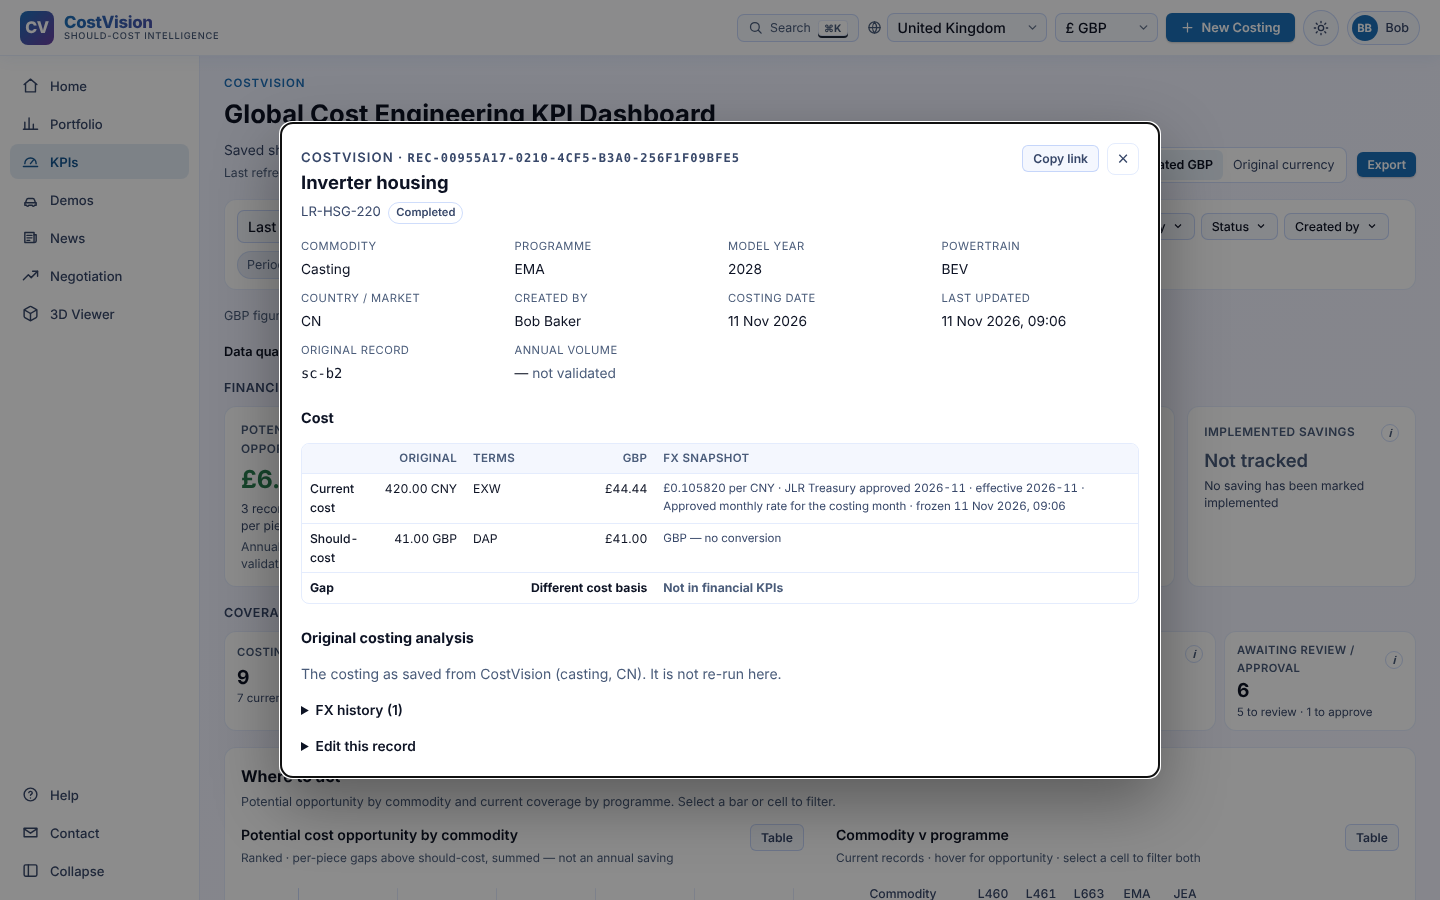 CV
CostVision
SHOULD-COST INTELLIGENCE
Search ⌘K
United Kingdom
£ GBP
+ New Costing
BB Bob
Home
Portfolio
KPIs
Demos
News
Negotiation
3D Viewer
Help
Contact
Collapse
COSTVISION
Global Cost Engineering KPI Dashboard
Original currency
Export
Last
Status
Created by
GBP
COSTVISION · REC-00955A17-0210-4CF5-B3A0-256F1F09BFE5
Inverter housing
LR-HSG-220 Completed
Copy link
×
COMMODITY PROGRAMME MODEL YEAR POWERTRAIN
Casting EMA 2028 BEV
COUNTRY / MARKET CREATED BY COSTING DATE LAST UPDATED
CN Bob Baker 11 Nov 2026 11 Nov 2026, 09:06
ORIGINAL RECORD ANNUAL VOLUME
sc-b2 — not validated
Cost
ORIGINAL TERMS GBP FX SNAPSHOT
Current cost 420.00 CNY EXW £44.44 £0.105820 per CNY · JLR Treasury approved 2026-11 · effective 2026-11 ·
Approved monthly rate for the costing month · frozen 11 Nov 2026, 09:06
Should-cost 41.00 GBP DAP £41.00 GBP — no conversion
Gap Different cost basis Not in financial KPIs
Original costing analysis
The costing as saved from CostVision (casting, CN). It is not re-run here.
▶ FX history (1)
▶ Edit this record
IMPLEMENTED SAVINGS i
Not tracked
No saving has been marked
implemented
9
i
AWAITING REVIEW / i
APPROVAL
6
5 to review · 1 to approve
Potential opportunity by commodity and current coverage by programme. Select a bar or cell to filter.
Potential cost opportunity by commodity Table
Ranked · per-piece gaps above should-cost, summed — not an annual saving
Commodity v programme Table
Current records · hover for opportunity · select a cell to filter both
Commodity L460 L461 L663 EMA JEA